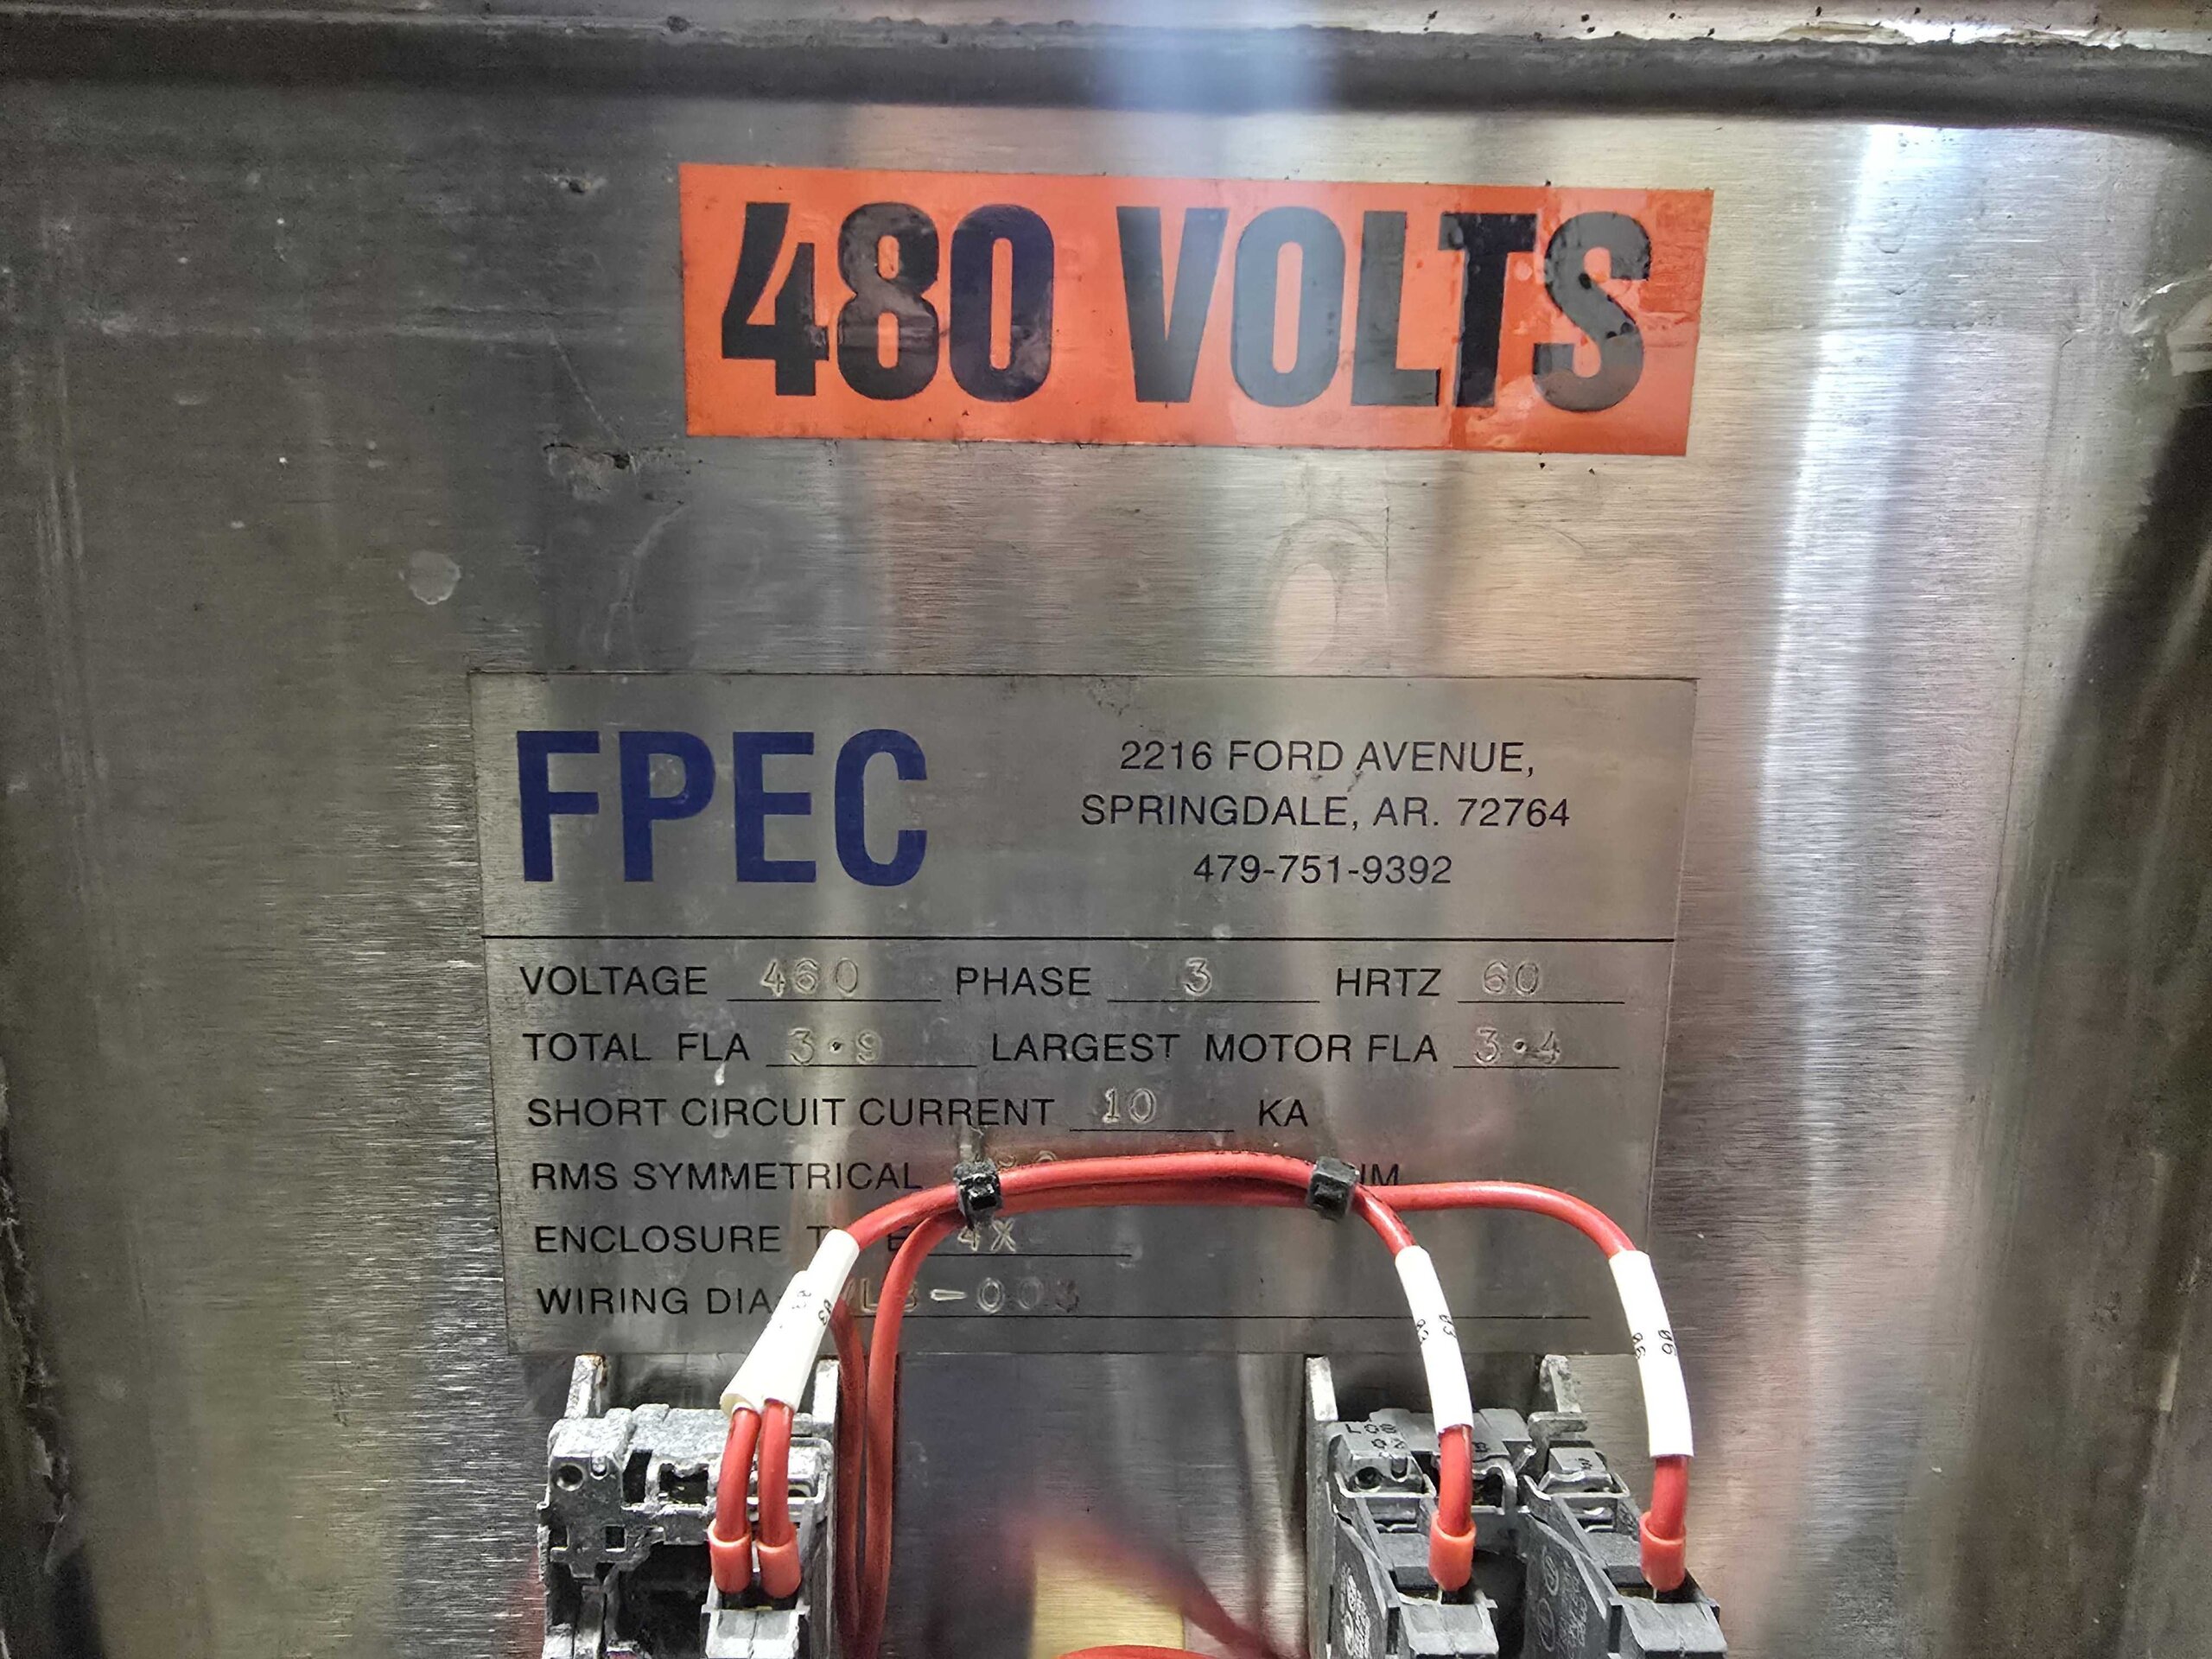 480 VOLTS
FPEC
2216 FORD AVENUE,
SPRINGDALE, AR. 72764
479-751-9392
VOLTAGE 460 PHASE 3 HRTZ 60
TOTAL FLA 3.9 LARGEST MOTOR FLA 3.4
SHORT CIRCUIT CURRENT 10 KA
RMS SYMMETRICAL
ENCLOSURE 4X
WIRING